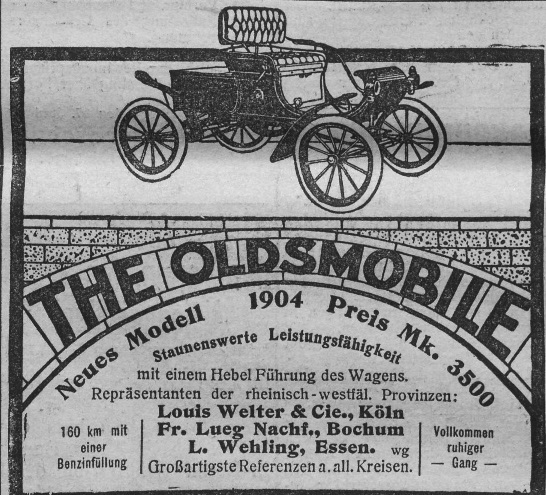 THE OLDSMOBILE
Neues Modell 1904 Preis Mk. 3500
Staunenswerte Leistungsfähigkeit
mit einem Hebel Führung des Wagens.
Repräsentanten der rheinisch-westfäl. Provinzen:
Louis Welter & Cie., Köln
Fr. Lueg Nachf., Bochum
L. Wehling, Essen. wg
Großartigste Referenzen a. all. Kreisen.
160 km mit
einer
Benzinfüllung
Vollkommen
ruhiger
— Gang —